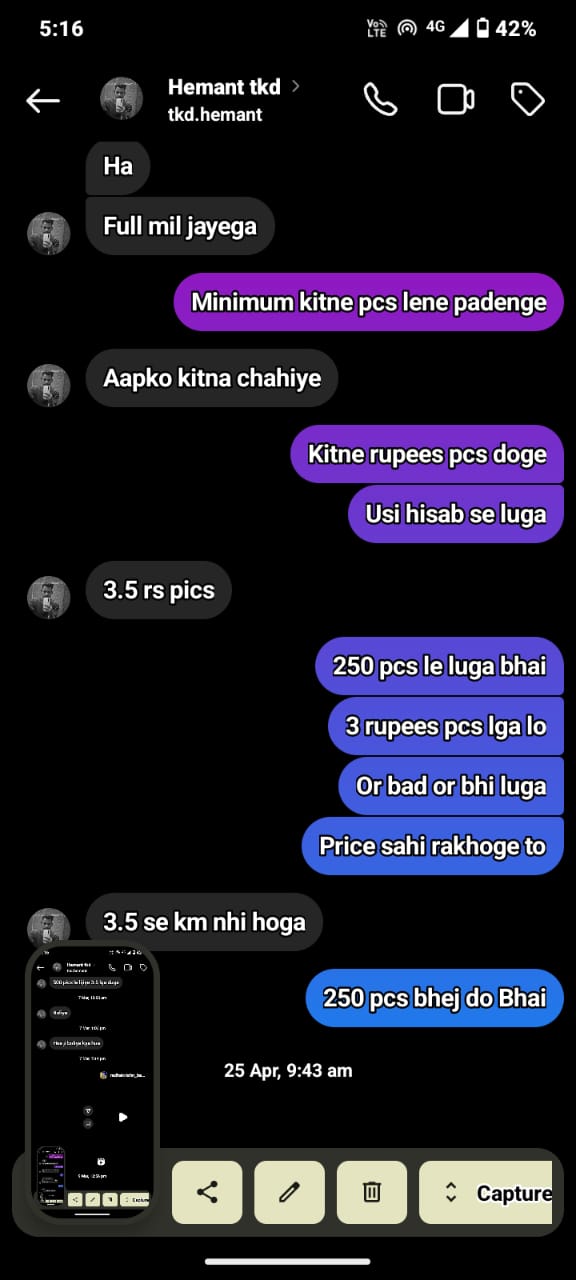 5:16
Vo LTE 4G 42%
Hemant tkd
tkd.hemant
Ha
Full mil jayega
Minimum kitne pcs lene padenge
Aapko kitna chahiye
Kitne rupees pcs doge
Usi hisab se luga
3.5 rs pics
250 pcs le luga bhai
3 rupees pcs lga lo
Or bad or bhi luga
Price sahi rakhoge to
3.5 se km nhi hoga
250 pcs bhej do Bhai
25 Apr, 9:43 am
Capture